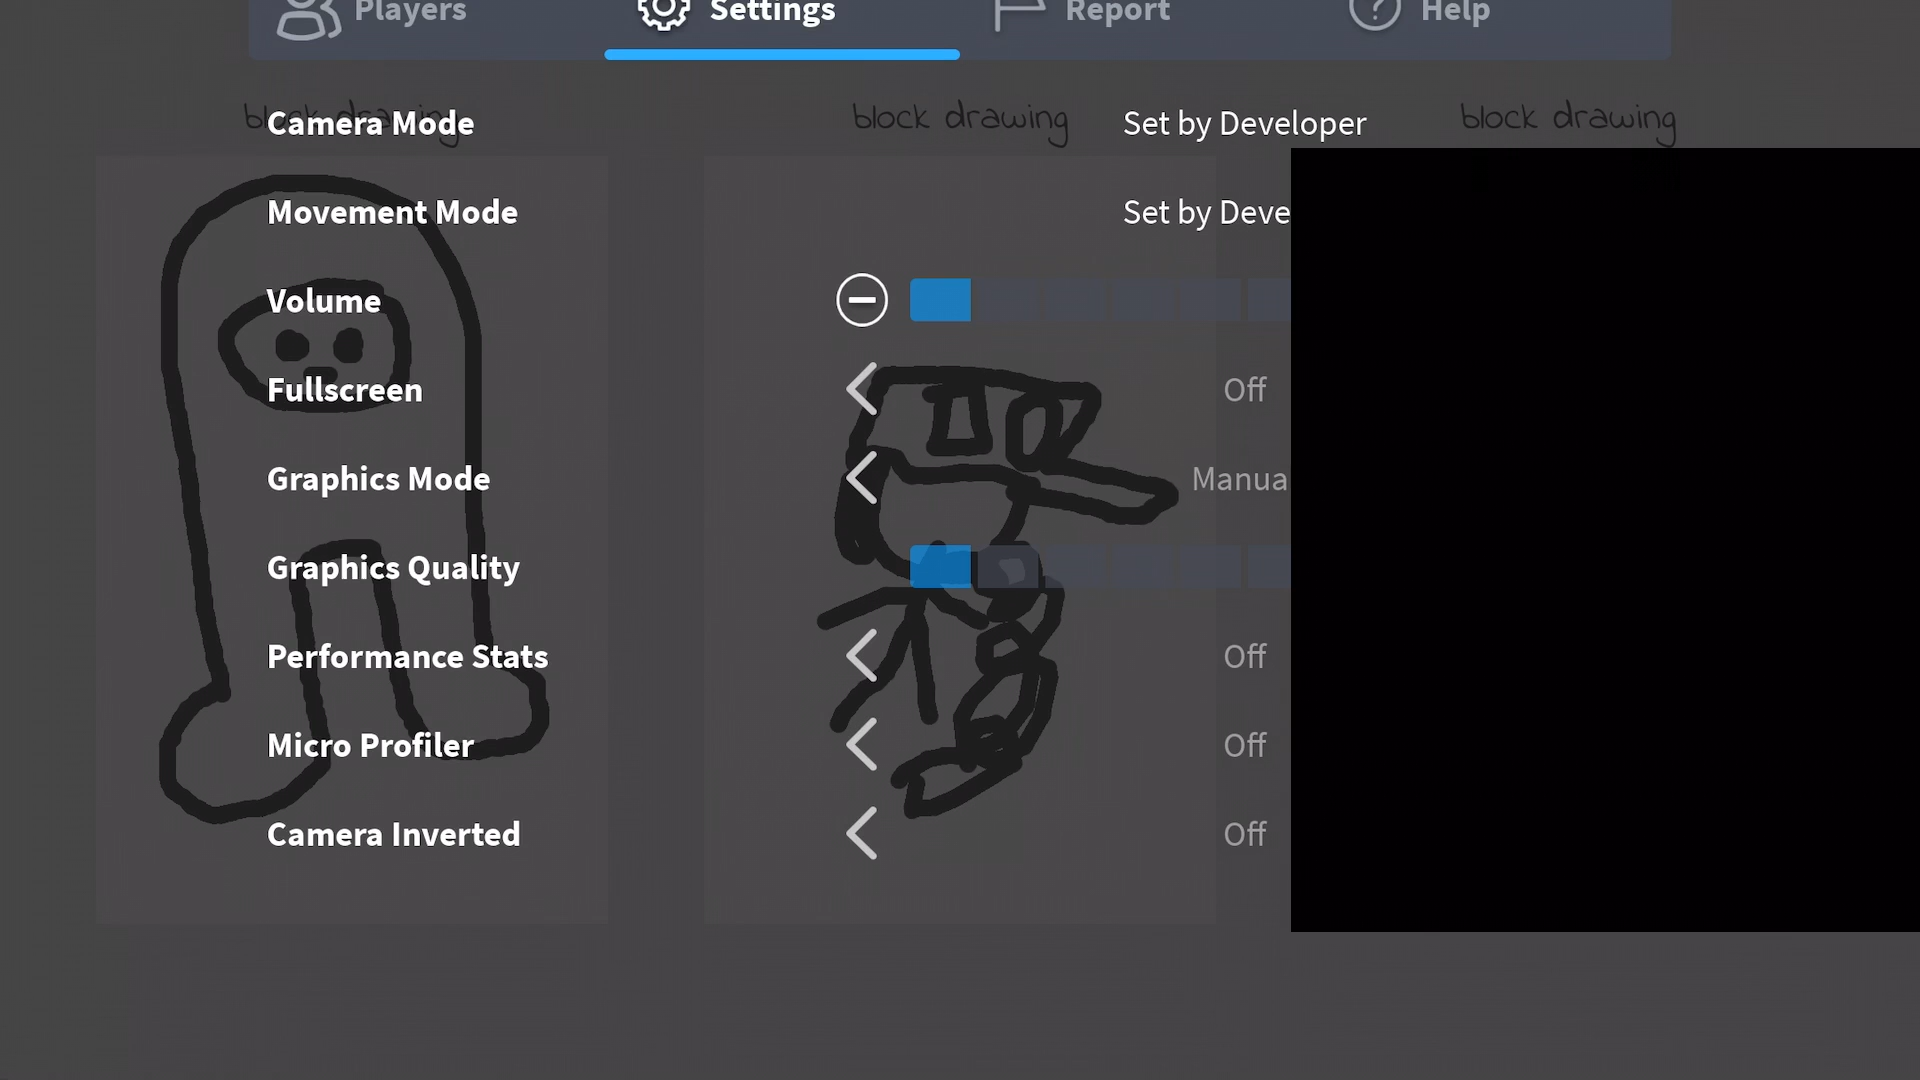 Players Settings Report Help
block drawing block drawing block drawing
Camera Mode Set by Developer
Movement Mode Set by Deve
Volume
Fullscreen Off
Graphics Mode Manua
Graphics Quality
Performance Stats Off
Micro Profiler Off
Camera Inverted Off